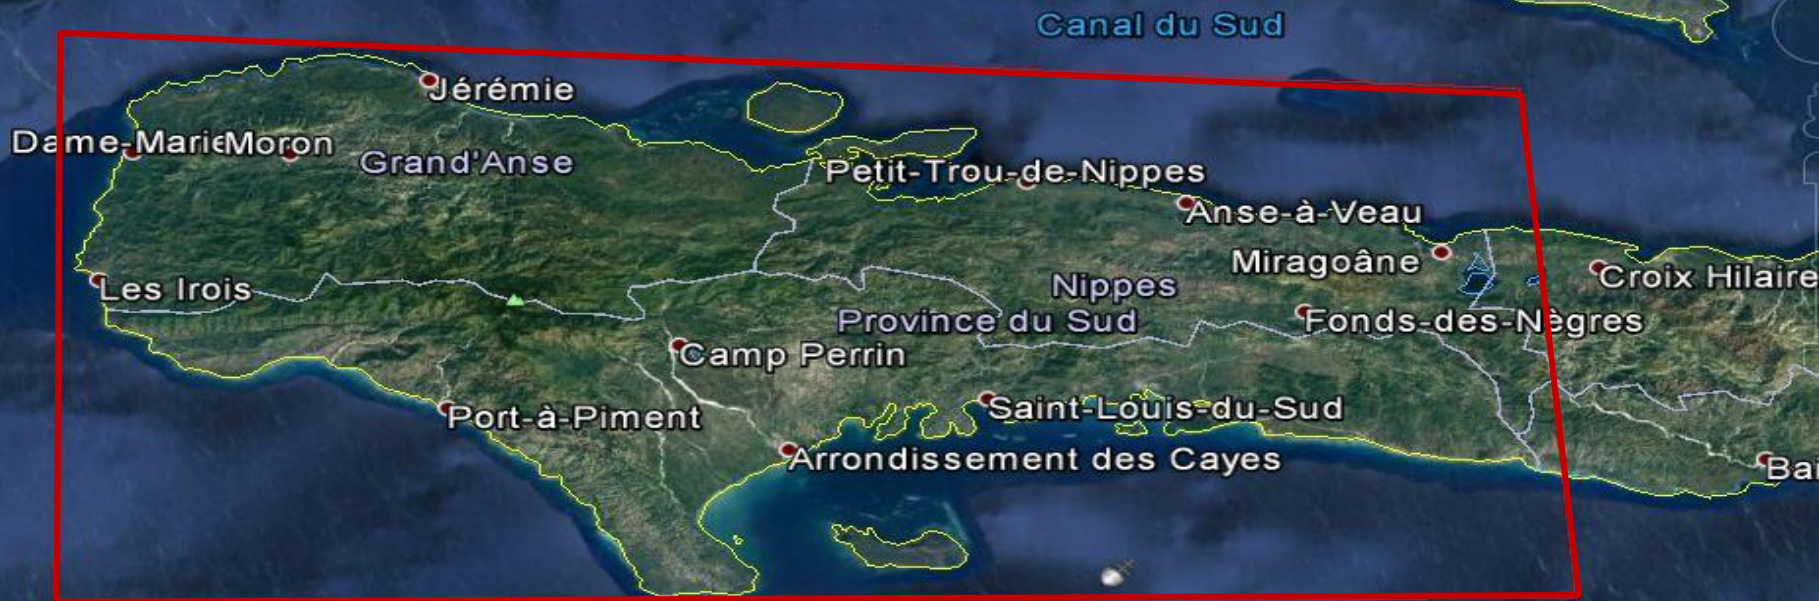 Canal du Sud
Jérémie
Dame-Marie
Moron
Grand'Anse
Petit-Trou-de-Nippes
Anse-à-Veau
Miragoâne
Les Irois
Nippes
Croix Hilaire
Province du Sud
Fonds-des-Nègres
Camp Perrin
Saint-Louis-du-Sud
Port-à-Piment
Arrondissement des Cayes
Bai